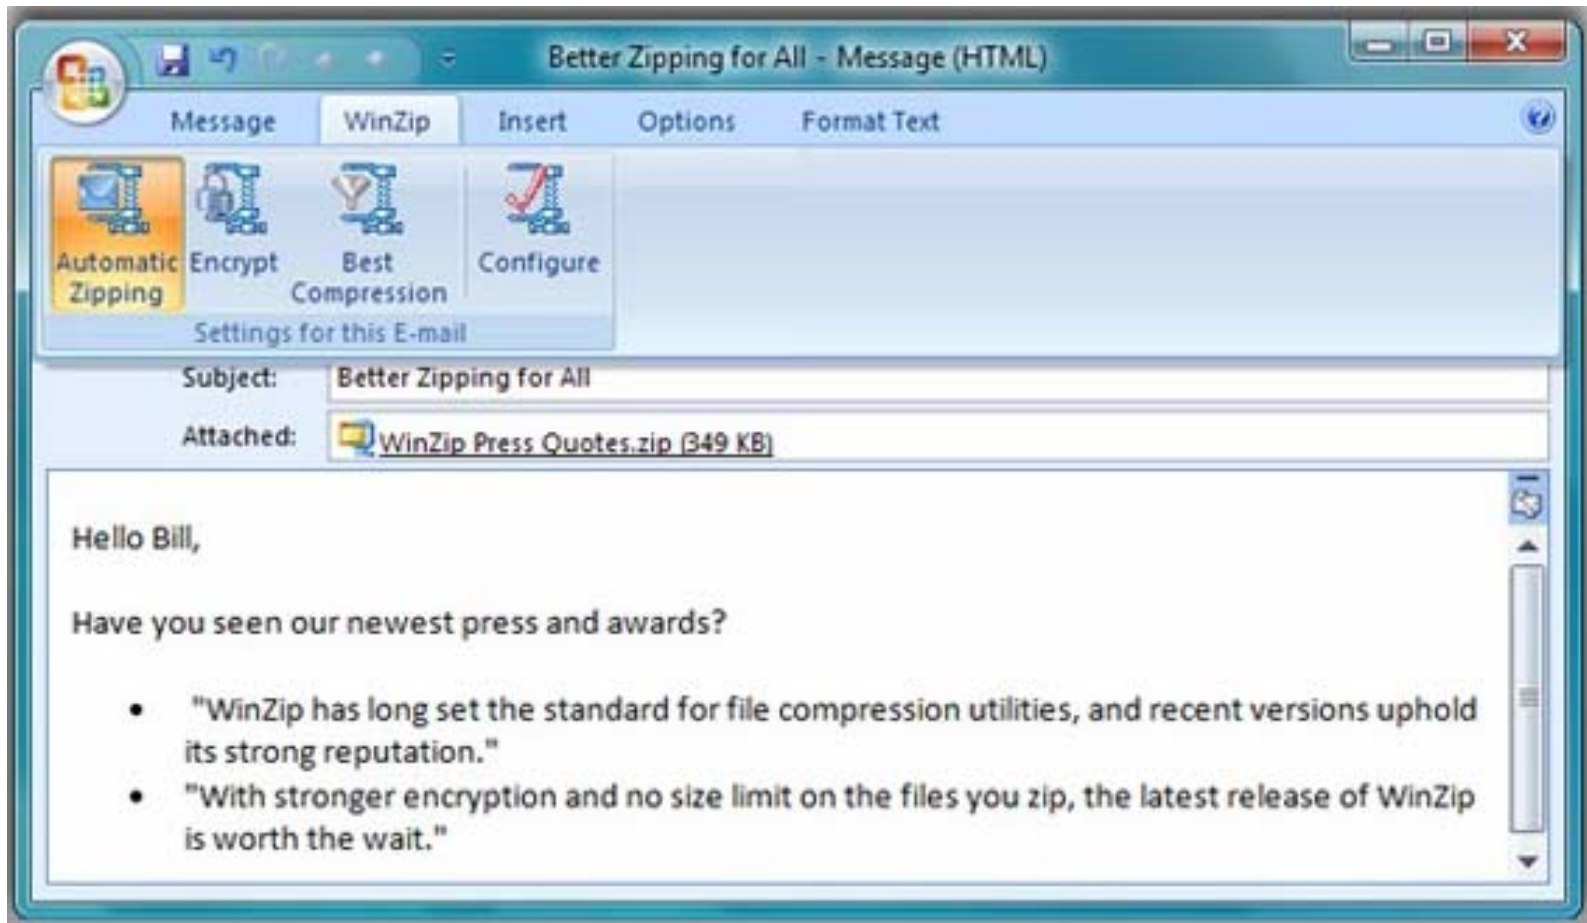 Better Zipping for All - Message (HTML)
Message WinZip Insert Options Format Text
Automatic Zipping
Encrypt
Best Compression
Configure
Settings for this E-mail
Subject: Better Zipping for All
Attached: WinZip Press Quotes.zip (349 KB)
Hello Bill,
Have you seen our newest press and awards?
• "WinZip has long set the standard for file compression utilities, and recent versions uphold
its strong reputation."
• "With stronger encryption and no size limit on the files you zip, the latest release of WinZip
is worth the wait."